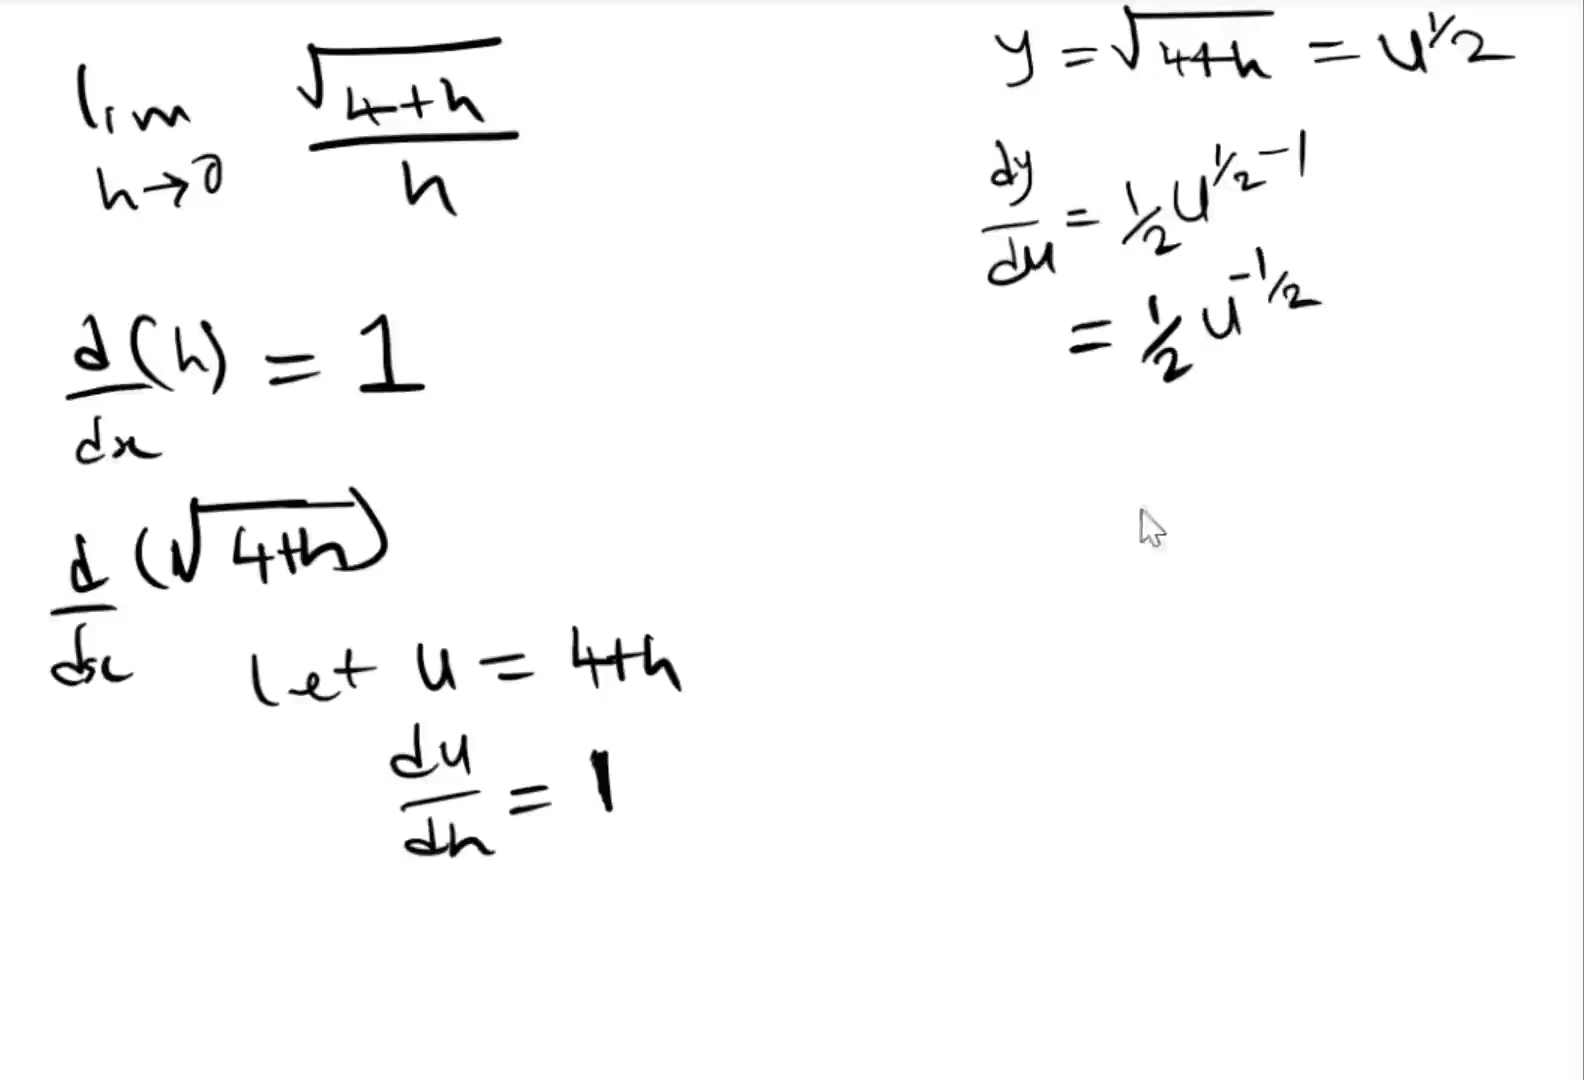 lim h→0 √(4+h) / h
d/dx (h) = 1
d/dx (√(4+h))
let u = 4+h
du/dh = 1
y = √(4+h) = u^(1/2)
dy/du = 1/2 u^(1/2 - 1)
= 1/2 u^(-1/2)